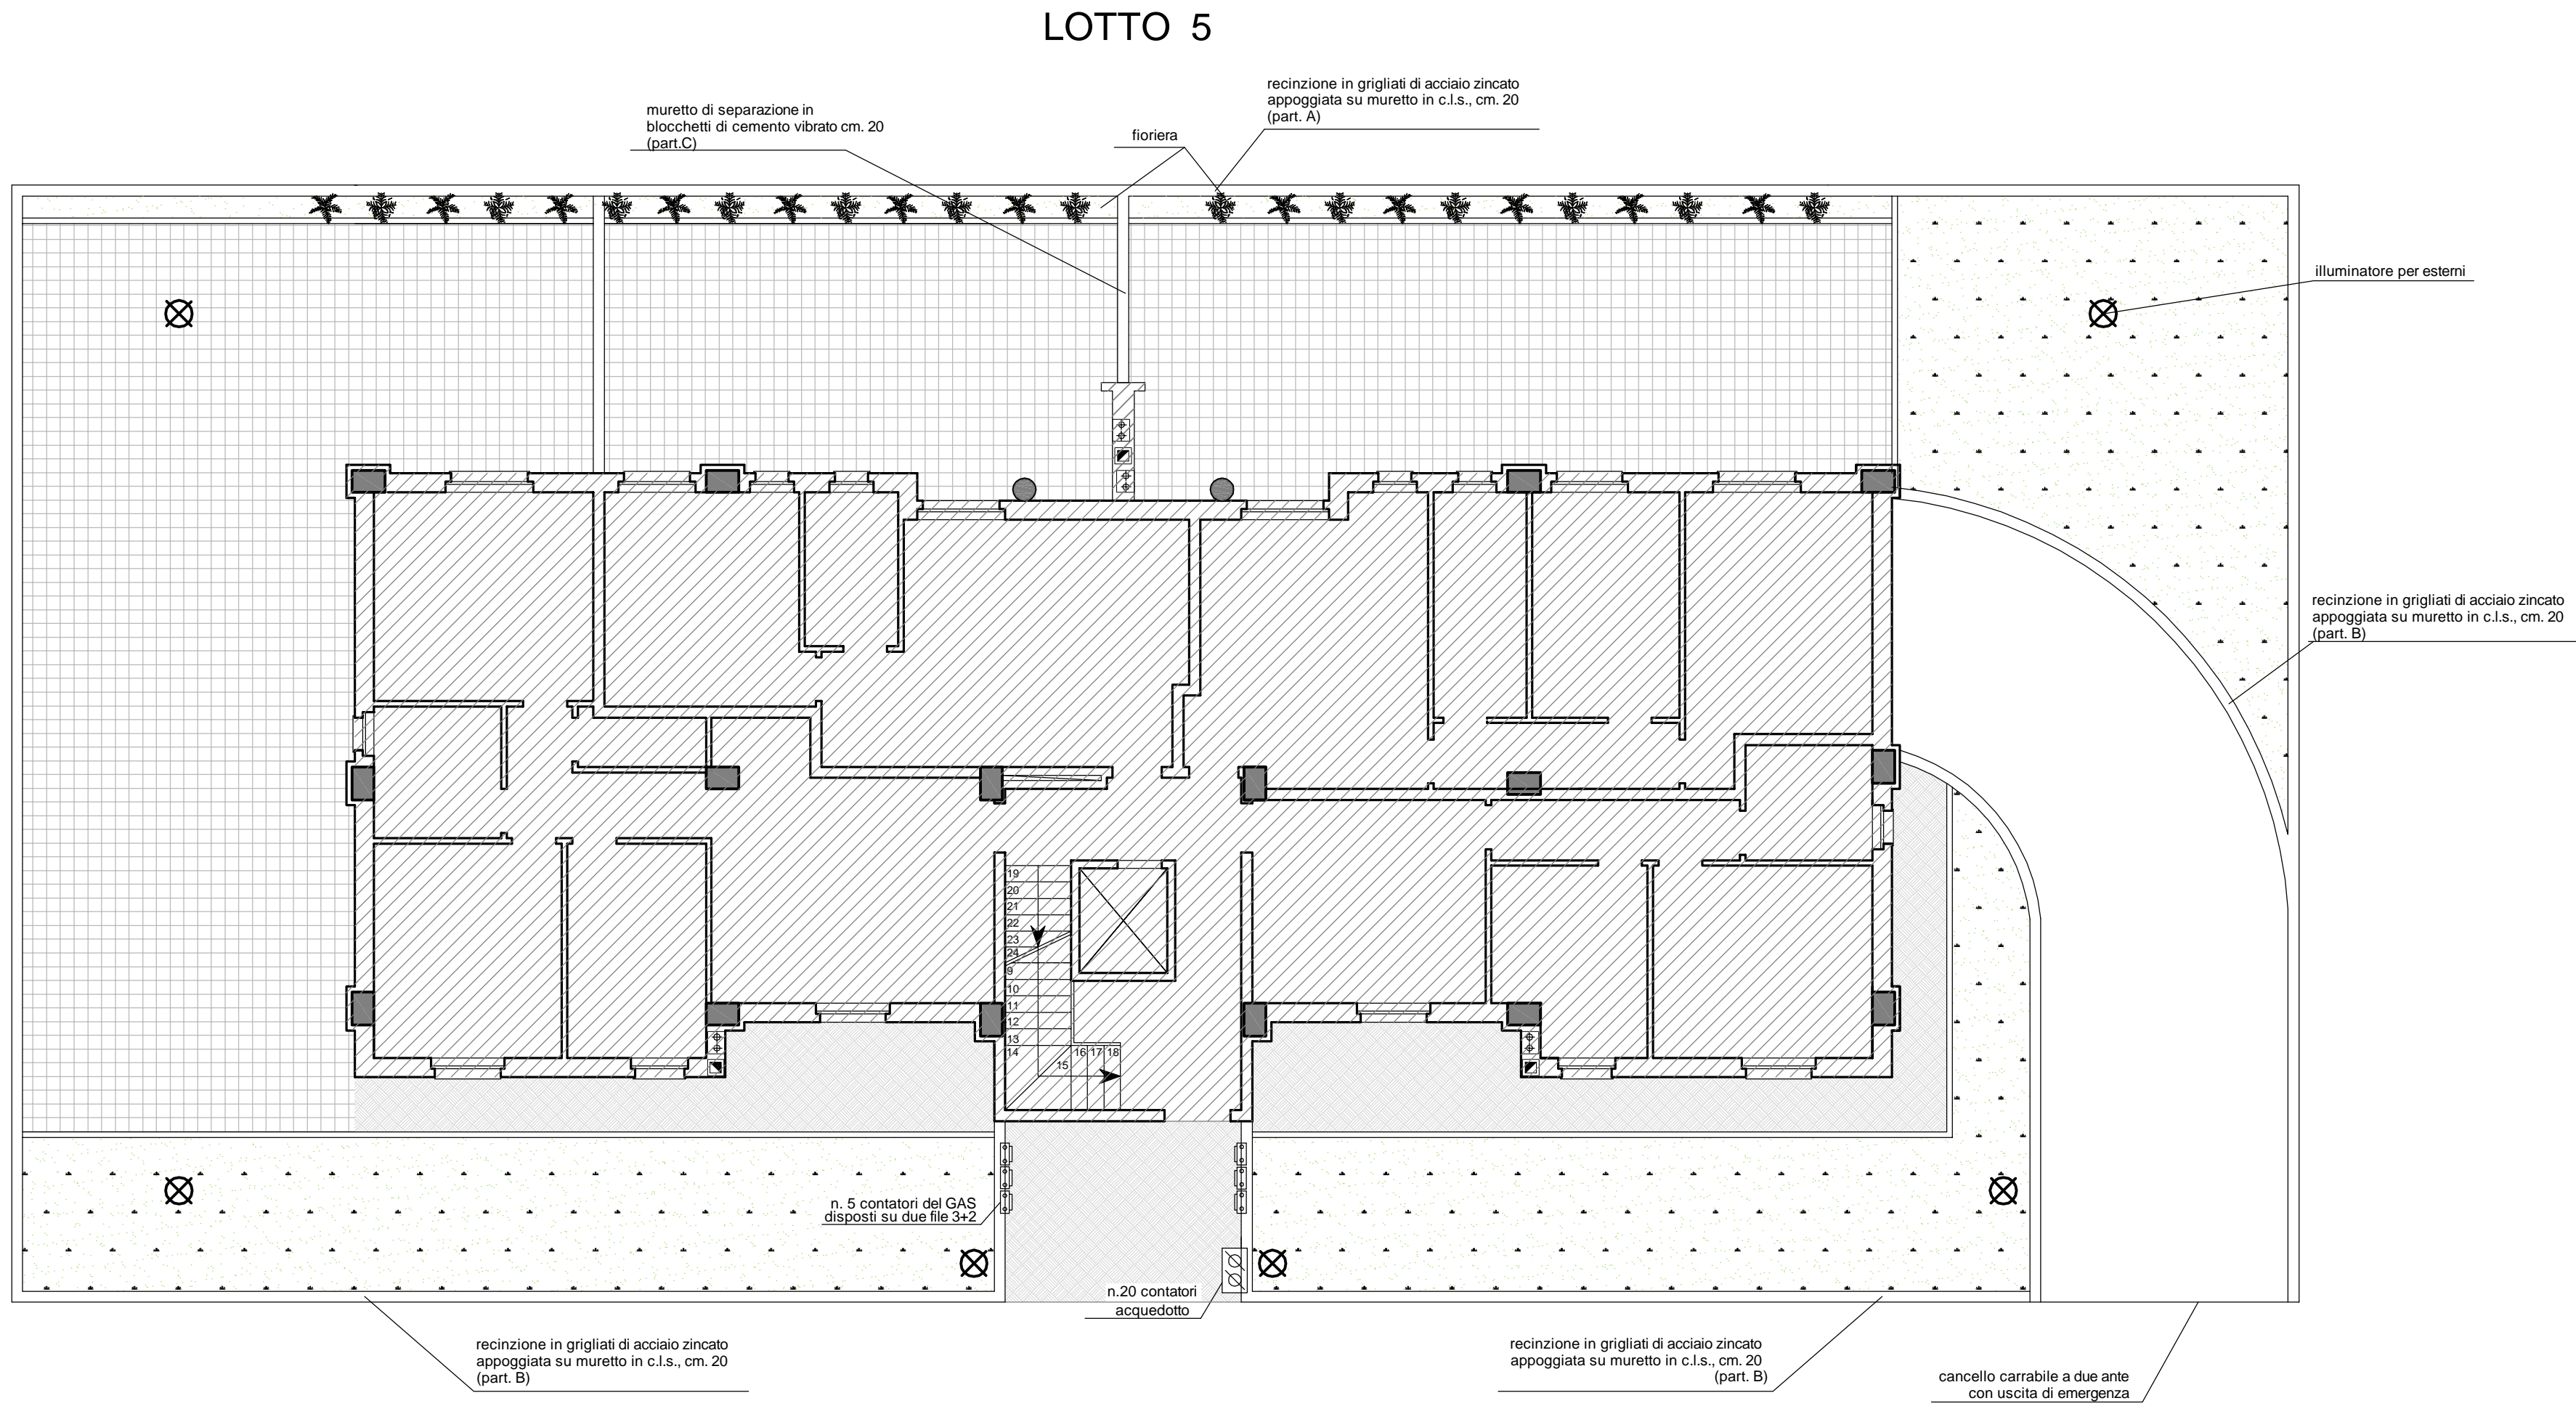 LOTTO 5
recinzione in grigliati di acciaio zincato
appoggiata su muretto in c.l.s., cm. 20
(part. A)
muretto di separazione in
blocchetti di cemento vibrato cm. 20
(part.C)
fioriera
illuminatore per esterni
recinzione in grigliati di acciaio zincato
appoggiata su muretto in c.l.s., cm. 20
(part. B)
19
20
21
22
23
24
9
10
11
12
13
14
15
16 17 18
n. 5 contatori del GAS
disposti su due file 3+2
n.20 contatori
acquedotto
recinzione in grigliati di acciaio zincato
appoggiata su muretto in c.l.s., cm. 20
(part. B)
recinzione in grigliati di acciaio zincato
appoggiata su muretto in c.l.s., cm. 20
(part. B)
cancello carrabile a due ante
con uscita di emergenza